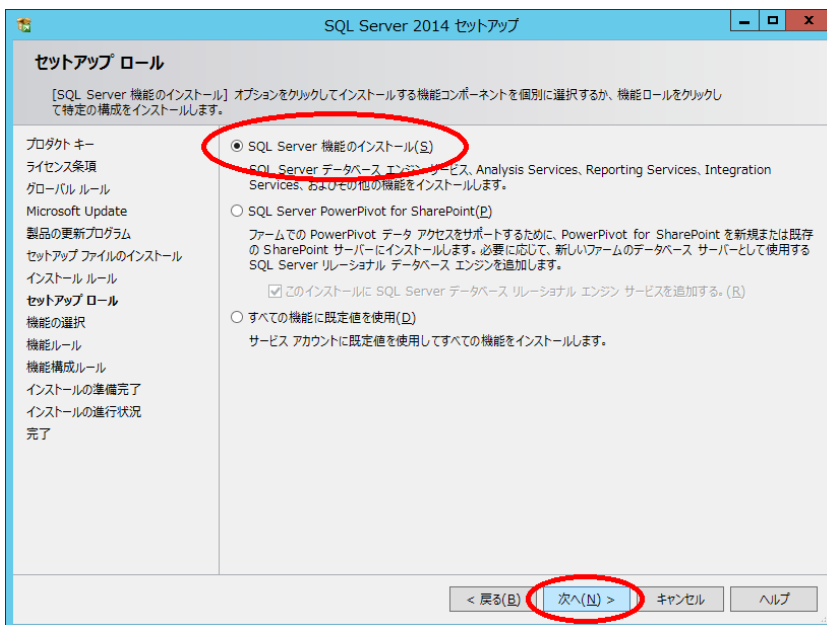 SQL Server 2014 セットアップ
セットアップ ロール
[SQL Server 機能のインストール] オプションをクリックしてインストールする機能コンポーネントを個別に選択するか、機能ロールをクリックし
て特定の構成をインストールします。
プロダクト キー
ライセンス条項
グローバル ルール
Microsoft Update
製品の更新プログラム
セットアップ ファイルのインストール
インストール ルール
セットアップ ロール
機能の選択
機能ルール
機能構成ルール
インストールの準備完了
インストールの進行状況
完了
SQL Server 機能のインストール(S)
SQL Server データベース エンジン サービス、Analysis Services、Reporting Services、Integration
Services、およびその他の機能をインストールします。
SQL Server PowerPivot for SharePoint(P)
ファームでの PowerPivot データ アクセスをサポートするために、PowerPivot for SharePoint を新規または既存
の SharePoint サーバーにインストールします。必要に応じて、新しいファームのデータベース サーバーとして使用する
SQL Server リレーショナル データベース エンジンを追加します。
このインストールに SQL Server データベース リレーショナル エンジン サービスを追加する。(R)
すべての機能に既定値を使用(D)
サービス アカウントに既定値を使用してすべての機能をインストールします。
< 戻る(B)
次へ(N) >
キャンセル
ヘルプ